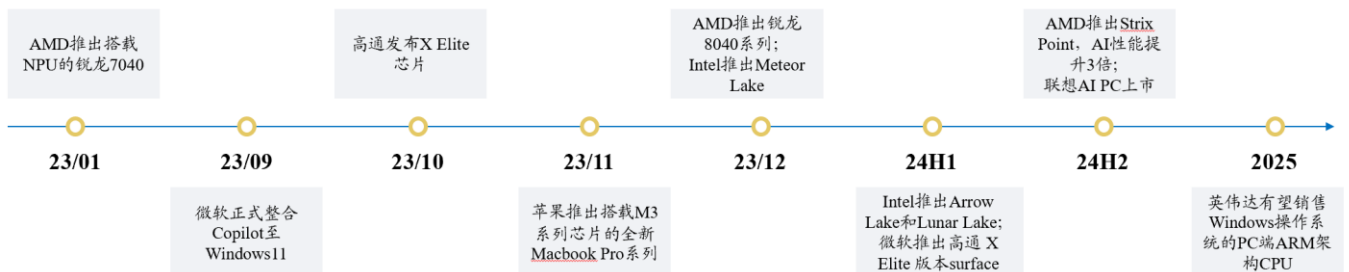 AMD推出搭载
NPU的锐龙7040
高通发布X Elite
芯片
AMD推出锐龙
8040系列;
Intel推出Meteor
Lake
AMD推出Strix
Point，AI性能提
升3倍;
联想AI PC上市
23/01
23/09
23/10
23/11
23/12
24H1
24H2
2025
微软正式整合
Copilot至
Windows11
苹果推出搭载M3
系列芯片的全新
Macbook Pro系列
Intel推出Arrow
Lake和Lunar Lake;
微软推出高通 X
Elite 版本surface
英伟达有望销售
Windows操作系
统的PC端ARM架
构CPU